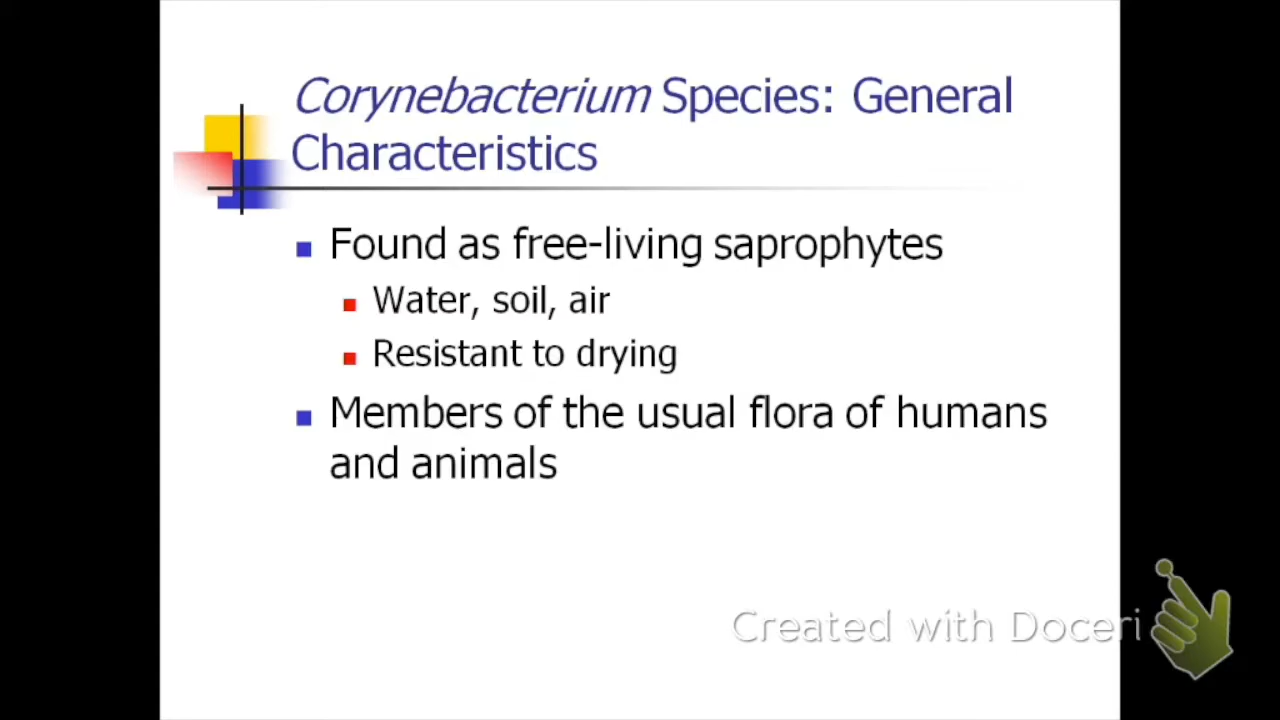 Corynebacterium Species: General
Characteristics
Found as free-living saprophytes
Water, soil, air
Resistant to drying
Members of the usual flora of humans
and animals
Created with Doceri